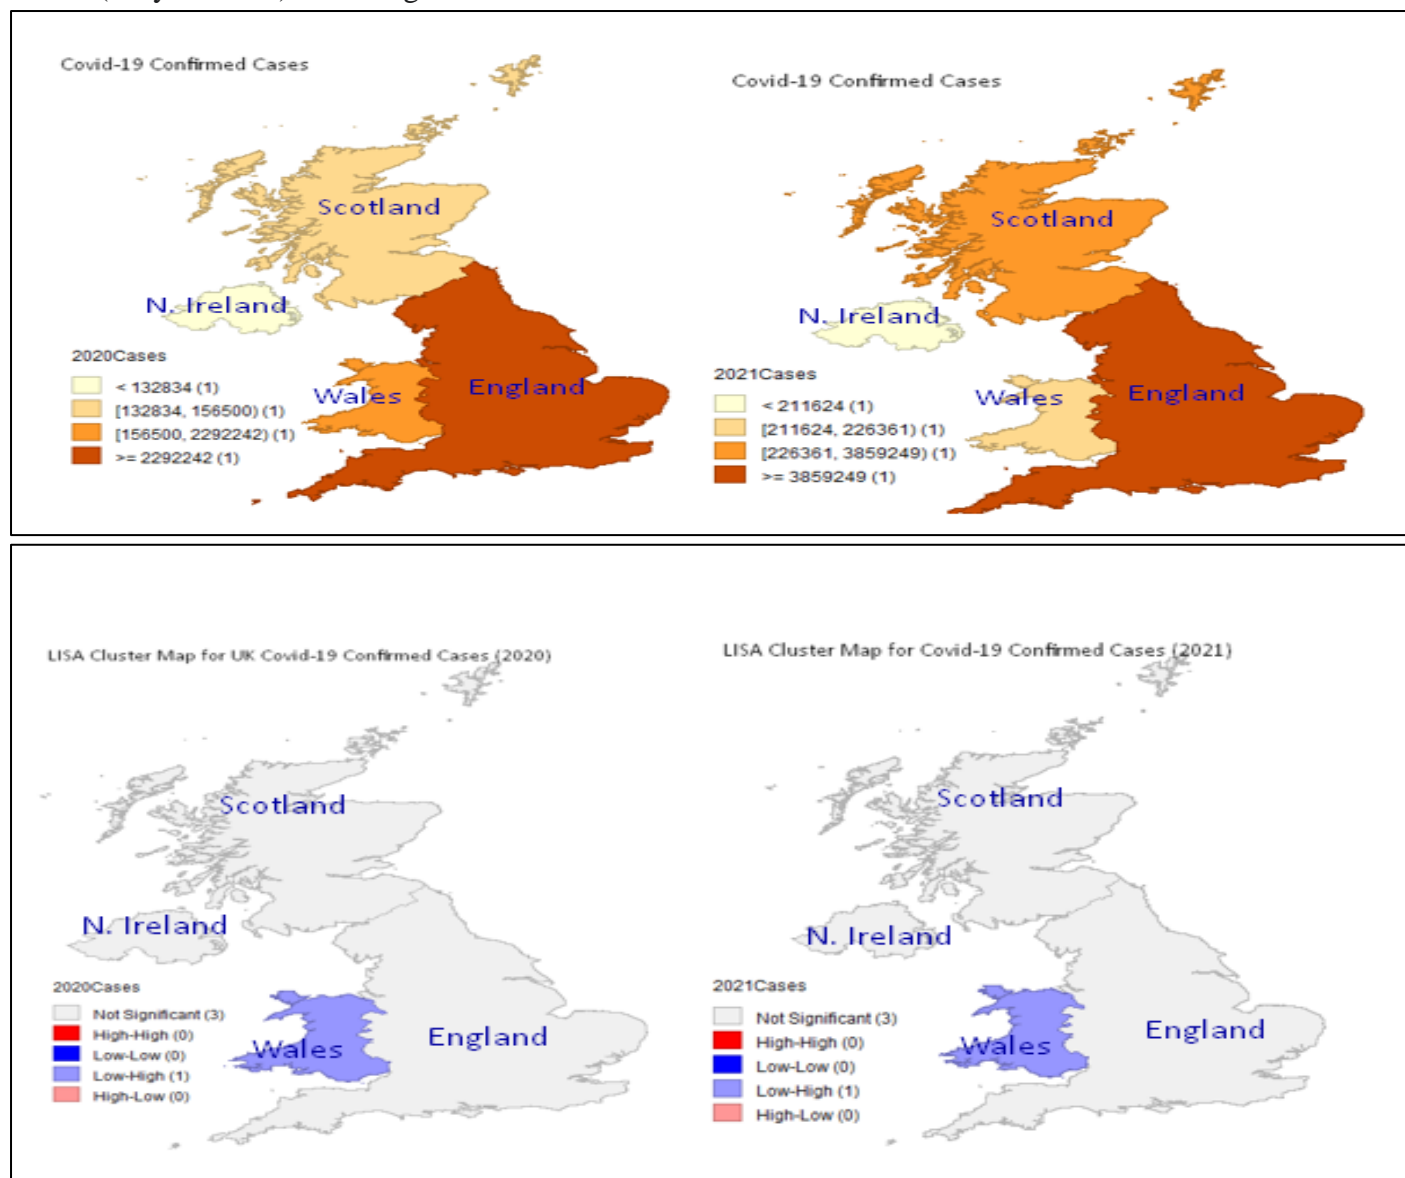 Covid-19 Confirmed Cases
Scotland
N. Ireland
2020Cases
< 132834 (1)
[132834, 156500) (1)
[156500, 2292242) (1)
>= 2292242 (1)
Wales
England
Covid-19 Confirmed Cases
Scotland
N. Ireland
2021Cases
< 211624 (1)
[211624, 226361) (1)
[226361, 3859249) (1)
>= 3859249 (1)
Wales
England
LISA Cluster Map for UK Covid-19 Confirmed Cases (2020)
Scotland
N. Ireland
2020Cases
Not Significant (3)
High-High (0)
Low-Low (0)
Low-High (1)
High-Low (0)
Wales
England
LISA Cluster Map for Covid-19 Confirmed Cases (2021)
Scotland
N. Ireland
2021Cases
Not Significant (3)
High-High (0)
Low-Low (0)
Low-High (1)
High-Low (0)
Wales
England